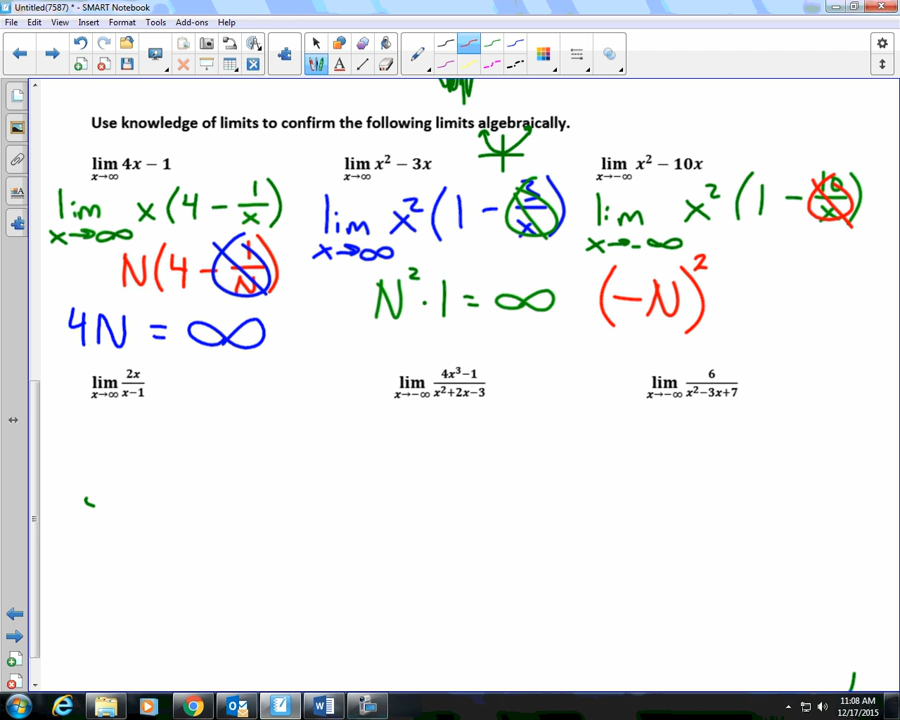 Untitled(7587) * - SMART Notebook
File Edit View Insert Format Tools Add-ons Help
Use knowledge of limits to confirm the following limits algebraically.
lim x→∞ 4x − 1
lim x→∞ x² − 3x
lim x→−∞ x² − 10x
lim x→∞ x(4 − 1/x)
lim x→∞ x²(1 − 3/x)
lim x→−∞ x²(1 − 10/x)
N(4 − 1/N)
N² · 1 = ∞
(−N)²
4N = ∞
lim x→∞ 2x/x−1
lim x→−∞ 4x³−1/x²+2x−3
lim x→−∞ 6/x²−3x+7
11:08 AM
12/17/2015